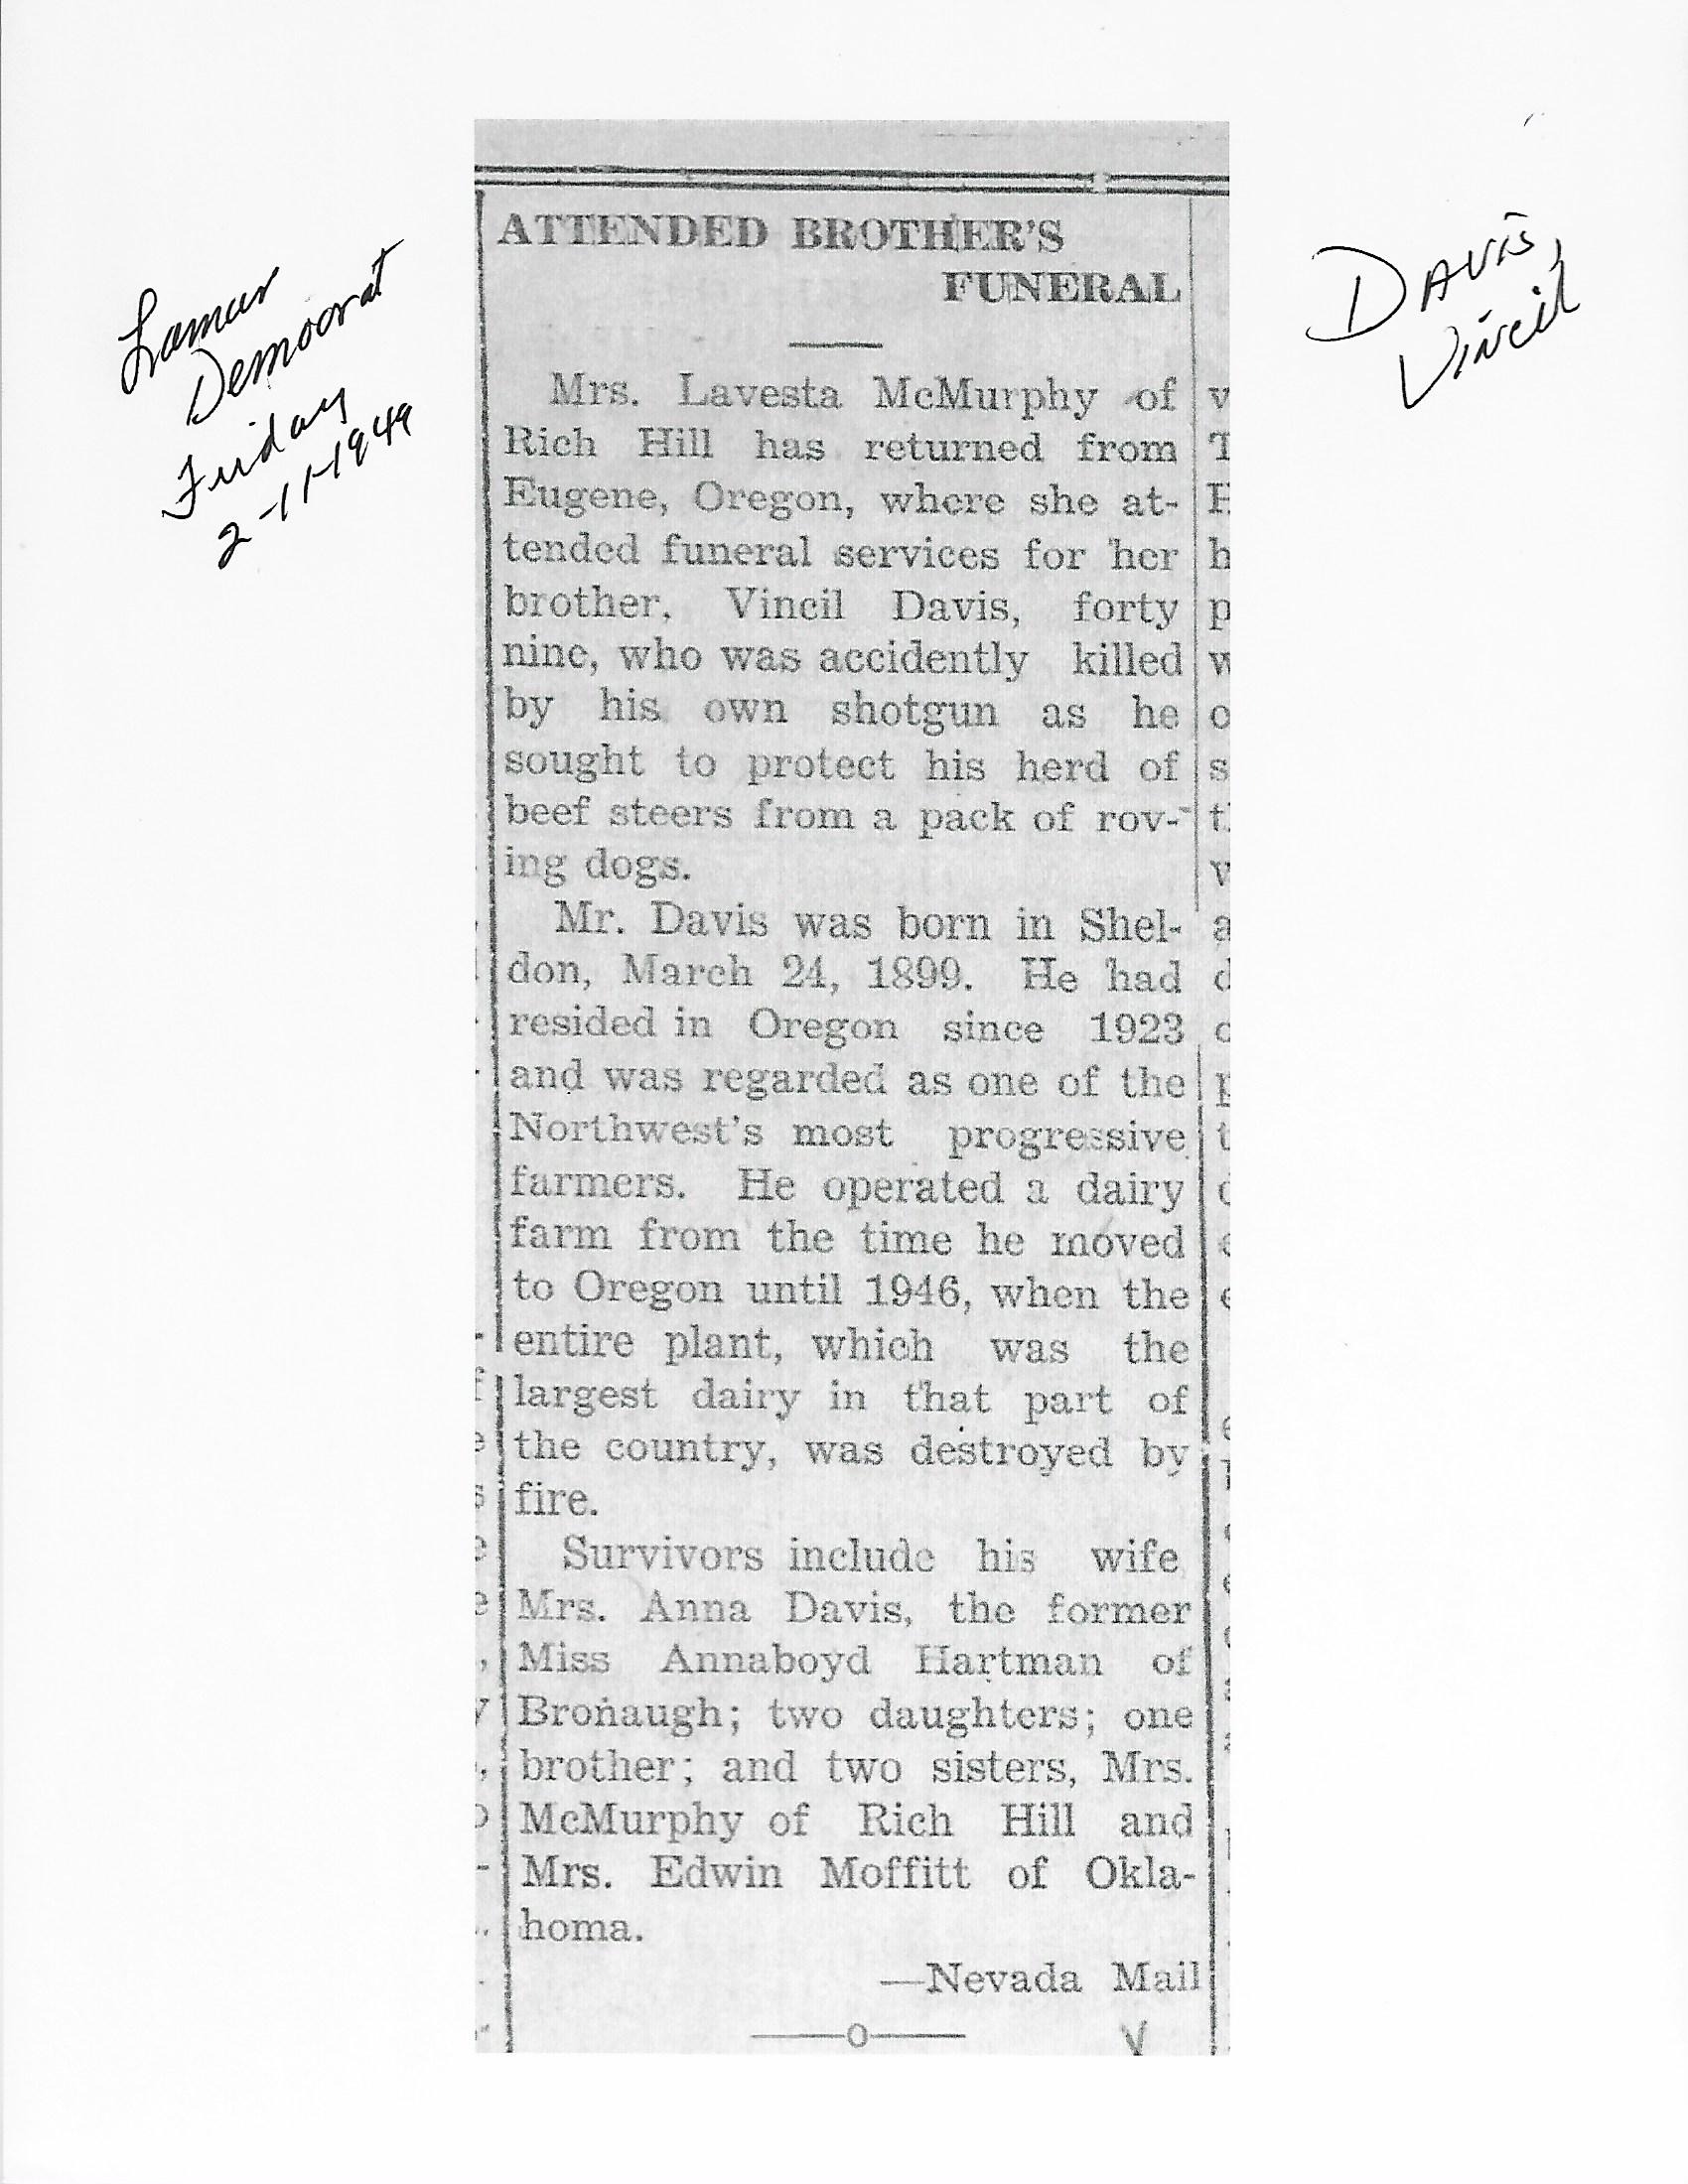 Lamar
Democrat
Friday
2-11-1949
Davis,
Vincil
ATTENDED BROTHER'S
FUNERAL
Mrs. Lavesta McMurphy of
Rich Hill has returned from
Eugene, Oregon, where she at-
tended funeral services for her
brother, Vincil Davis, forty
nine, who was accidently killed
by his own shotgun as he
sought to protect his herd of
beef steers from a pack of rov-
ing dogs.
Mr. Davis was born in Shel-
don, March 24, 1899. He had
resided in Oregon since 1923
and was regarded as one of the
Northwest's most progressive
farmers. He operated a dairy
farm from the time he moved
to Oregon until 1946, when the
entire plant, which was the
largest dairy in that part of
the country, was destroyed by
fire.
Survivors include his wife
Mrs. Anna Davis, the former
Miss Annaboyd Hartman of
Bronaugh; two daughters; one
brother; and two sisters, Mrs.
McMurphy of Rich Hill and
Mrs. Edwin Moffitt of Okla-
homa.
—Nevada Mail
———o———
V